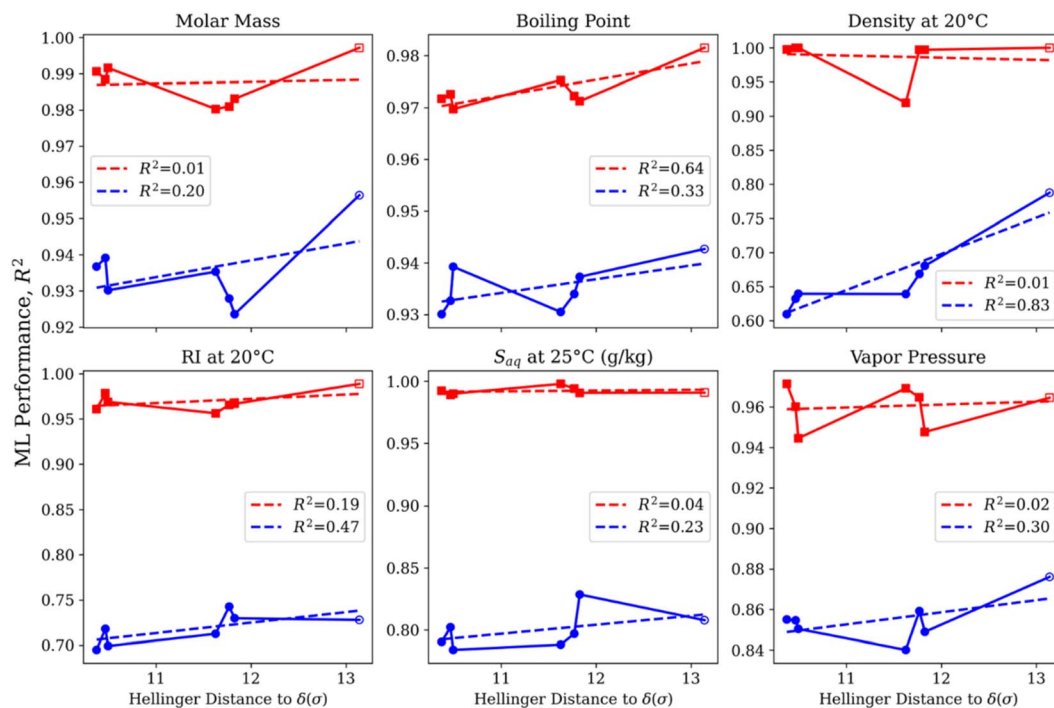 Molar Mass
1.00
0.99
0.98
0.97
0.96
0.95
0.94
0.93
0.92
R²=0.01
R²=0.20
Boiling Point
0.98
0.97
0.96
0.95
0.94
0.93
R²=0.64
R²=0.33
Density at 20°C
1.00
0.95
0.90
0.85
0.80
0.75
0.70
0.65
0.60
R²=0.01
R²=0.83
ML Performance, R²
RI at 20°C
1.00
0.95
0.90
0.85
0.80
0.75
0.70
R²=0.19
R²=0.47
11 12 13
Hellinger Distance to δ(σ)
S_aq at 25°C (g/kg)
1.00
0.95
0.90
0.85
0.80
R²=0.04
R²=0.23
11 12 13
Hellinger Distance to δ(σ)
Vapor Pressure
0.96
0.94
0.92
0.90
0.88
0.86
0.84
R²=0.02
R²=0.30
11 12 13
Hellinger Distance to δ(σ)